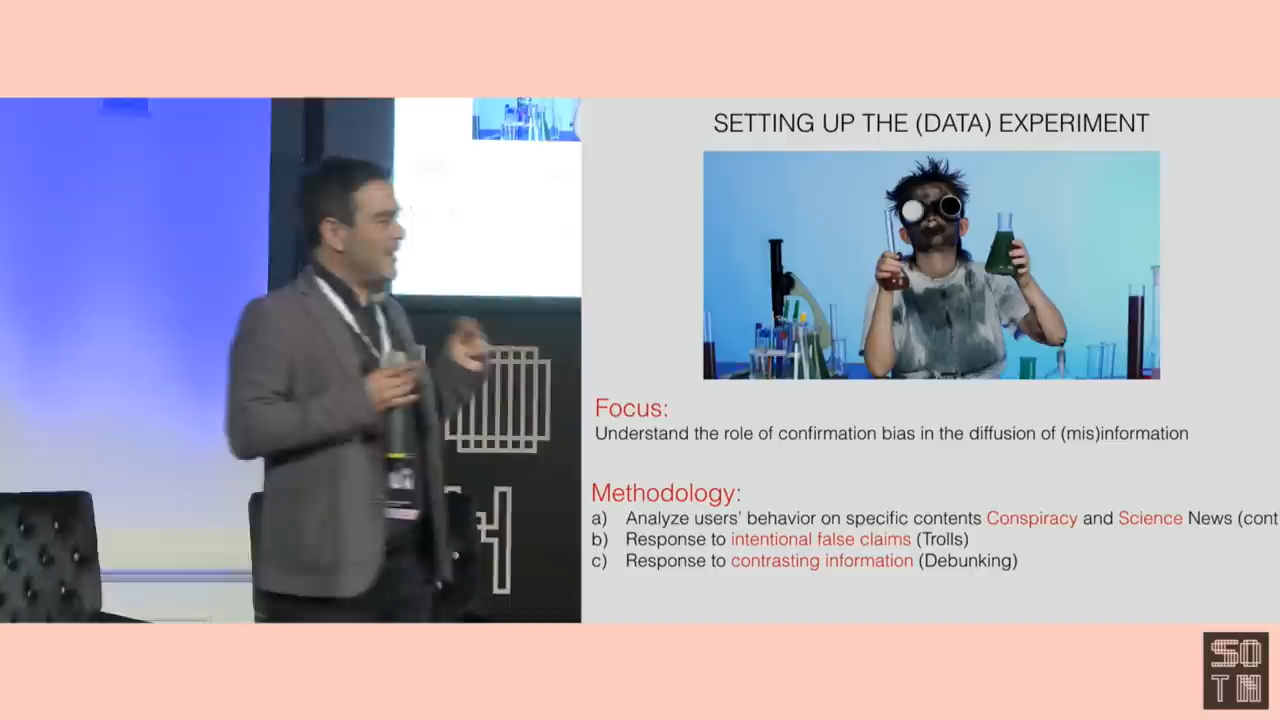 SETTING UP THE (DATA) EXPERIMENT
Focus:
Understand the role of confirmation bias in the diffusion of (mis)information
Methodology:
a) Analyze users' behavior on specific contents Conspiracy and Science News (cont
b) Response to intentional false claims (Trolls)
c) Response to contrasting information (Debunking)
SO
TN